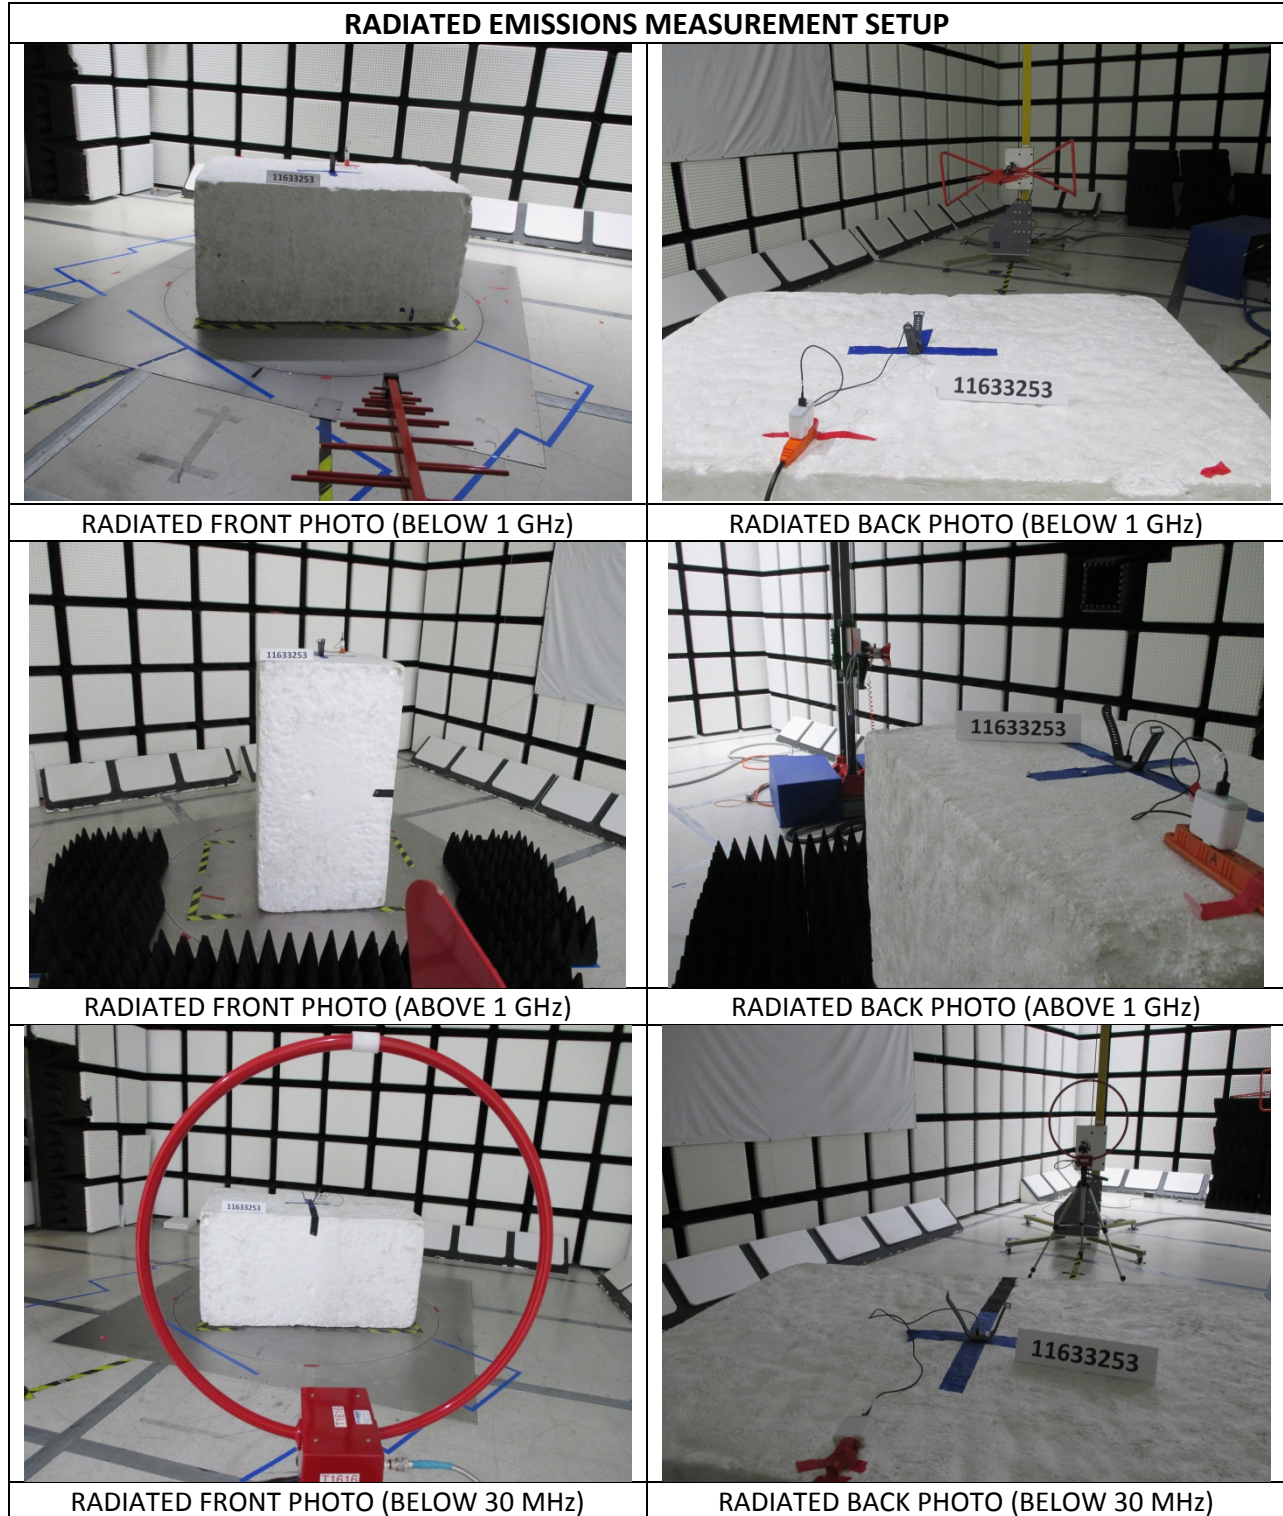 RADIATED EMISSIONS MEASUREMENT SETUP
11633253
11633253
RADIATED FRONT PHOTO (BELOW 1 GHz)
RADIATED BACK PHOTO (BELOW 1 GHz)
11633253
11633253
A
RADIATED FRONT PHOTO (ABOVE 1 GHz)
RADIATED BACK PHOTO (ABOVE 1 GHz)
11633253
T1616
T1616
11633253
RADIATED FRONT PHOTO (BELOW 30 MHz)
RADIATED BACK PHOTO (BELOW 30 MHz)